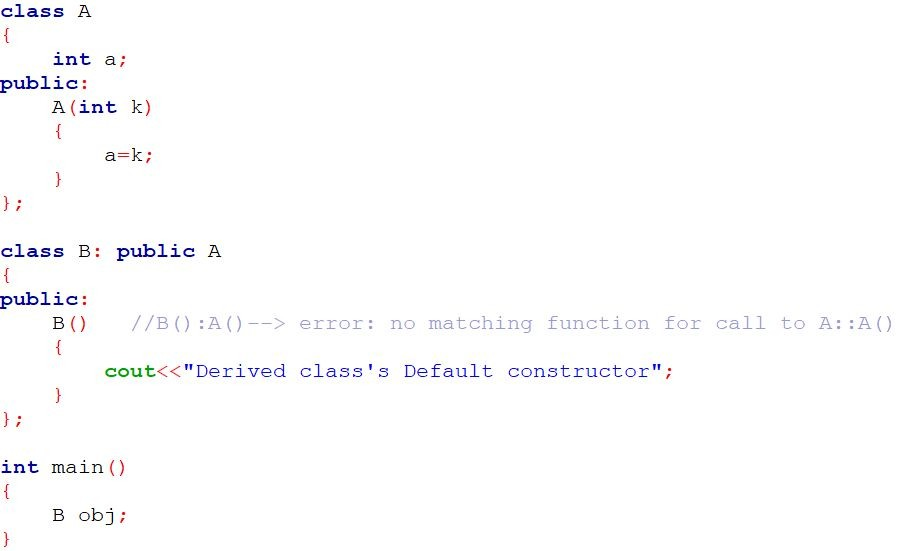 class A
{
    int a;
public:
    A(int k)
    {
        a=k;
    }
};

class B: public A
{
public:
    B()   //B():A()--> error: no matching function for call to A::A()
    {
        cout<<"Derived class's Default constructor";
    }
};

int main()
{
    B obj;
}